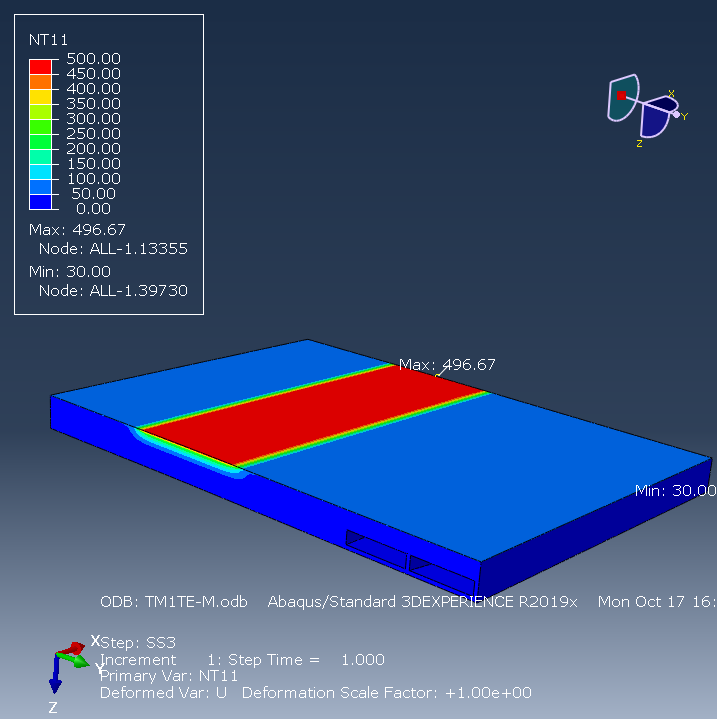 NT11
500.00
450.00
400.00
350.00
300.00
250.00
200.00
150.00
100.00
50.00
0.00
Max: 496.67
Node: ALL-1.13355
Min: 30.00
Node: ALL-1.39730
X
Y
Z
Max: 496.67
Min: 30.00
ODB: TM1TE-M.odb Abaqus/Standard 3DEXPERIENCE R2019x Mon Oct 17 16:
X
Y
Z
Step: SS3
Increment 1: Step Time = 1.000
Primary Var: NT11
Deformed Var: U Deformation Scale Factor: +1.00e+00